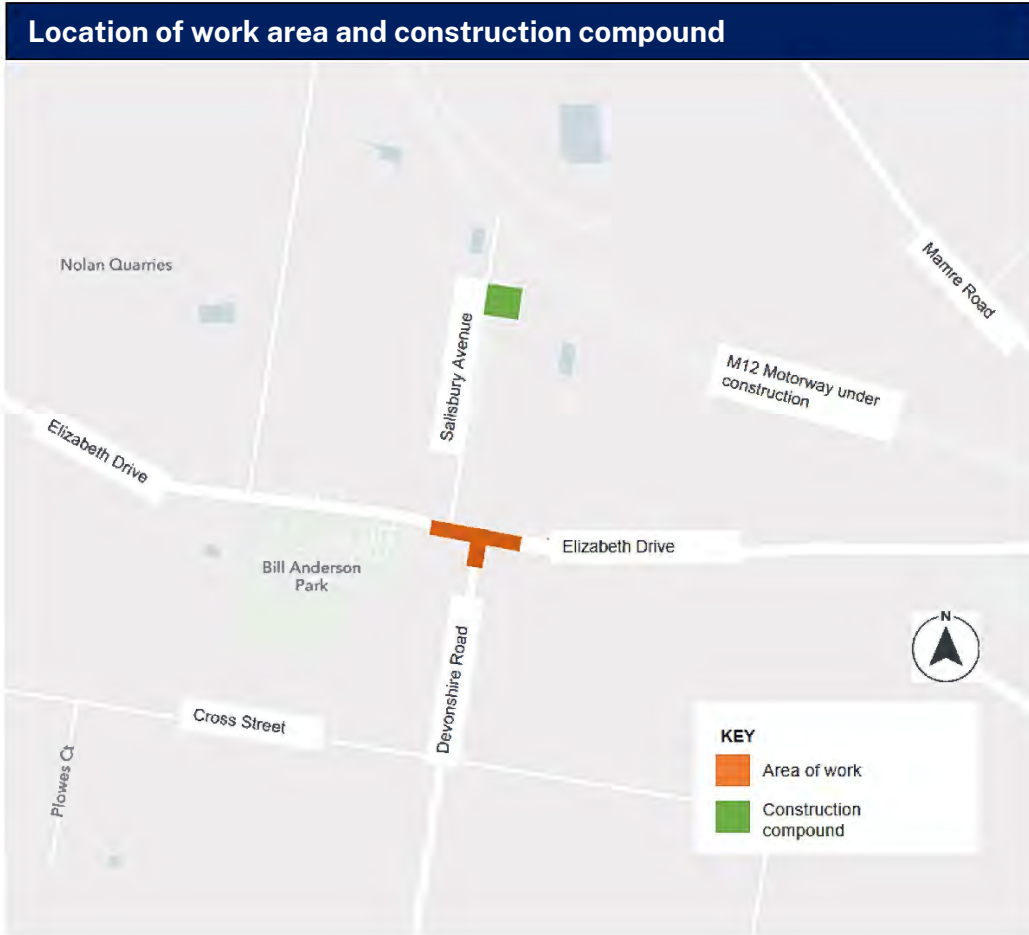 Location of work area and construction compound
Nolan Quarries
Mamre Road
Salisbury Avenue
M12 Motorway under
construction
Elizabeth Drive
Elizabeth Drive
Bill Anderson
Park
N
Devonshire Road
Cross Street
Plowes Ct
KEY
Area of work
Construction
compound